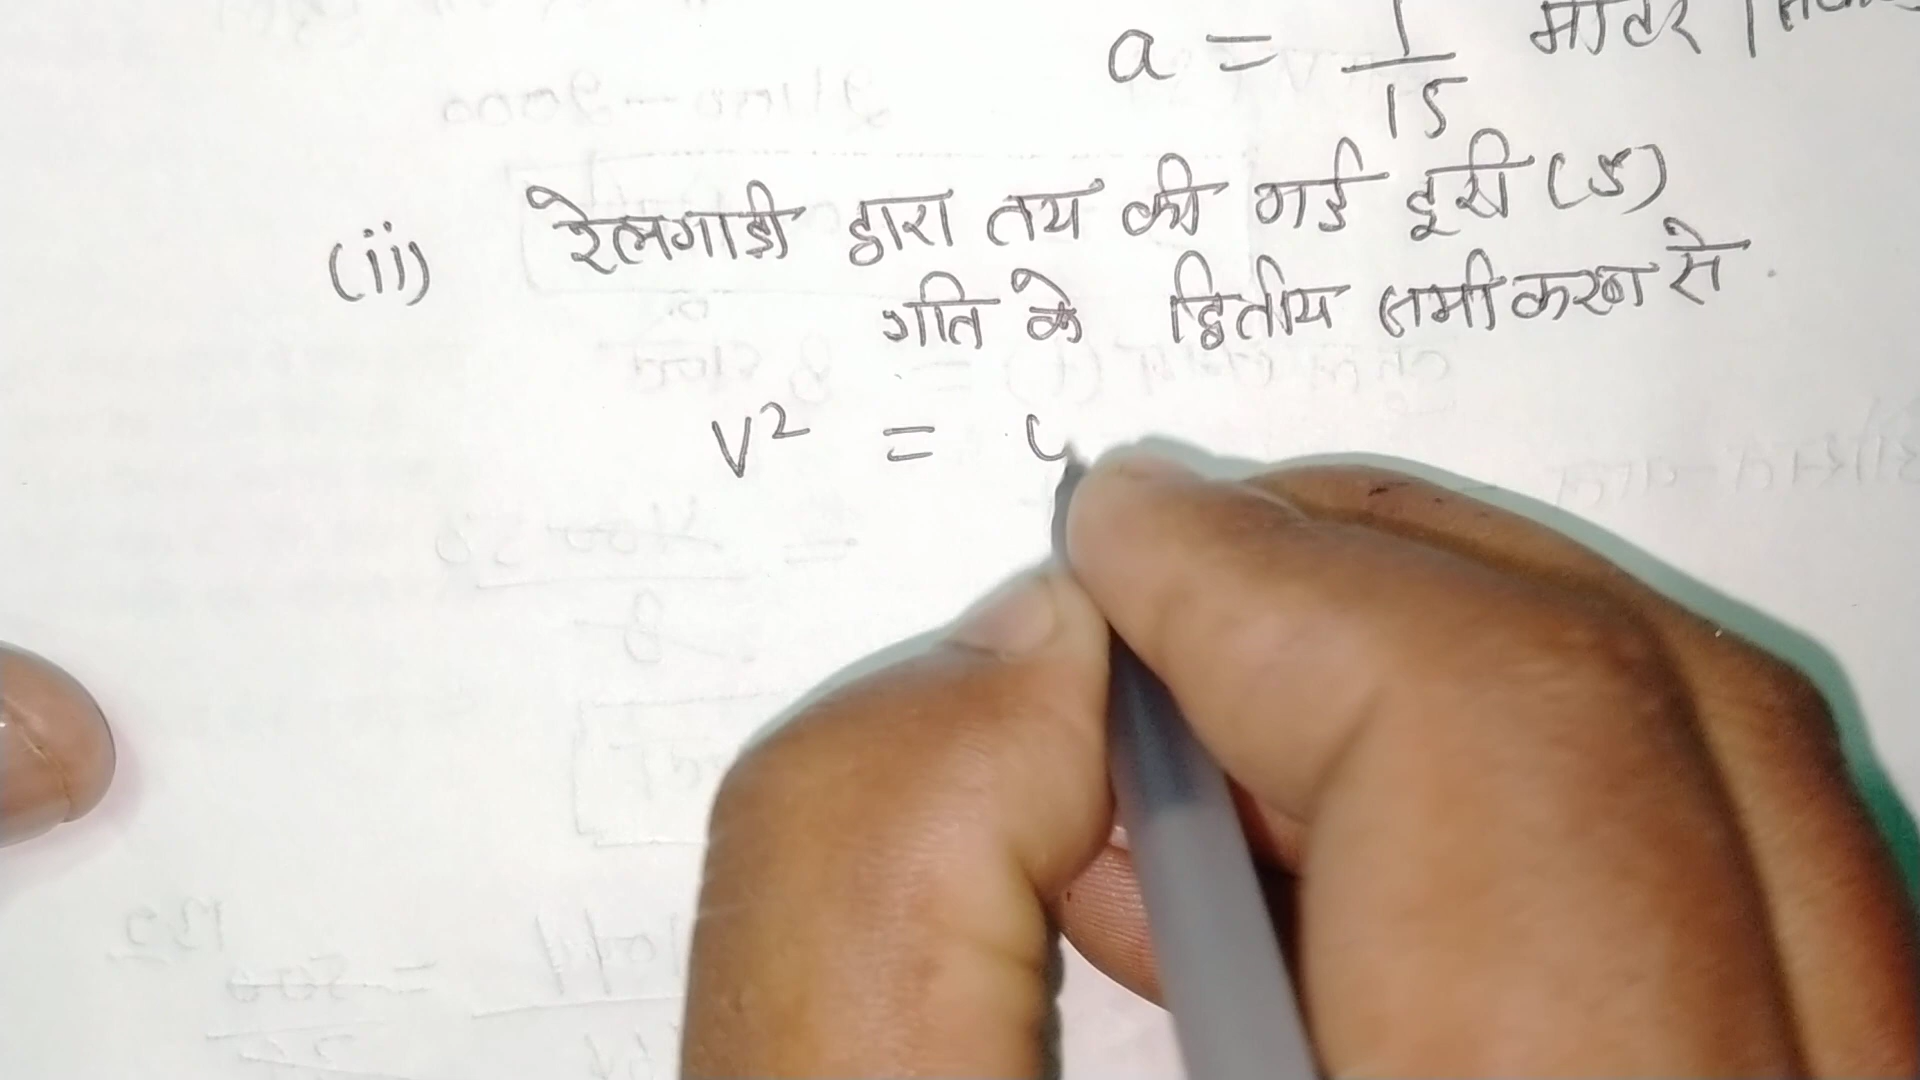 a = 1/15 मीटर /
(ii) रेलगाडी द्वारा तय की गई दूरी (s)
गति के द्वितीय समीकरण से
v² = u